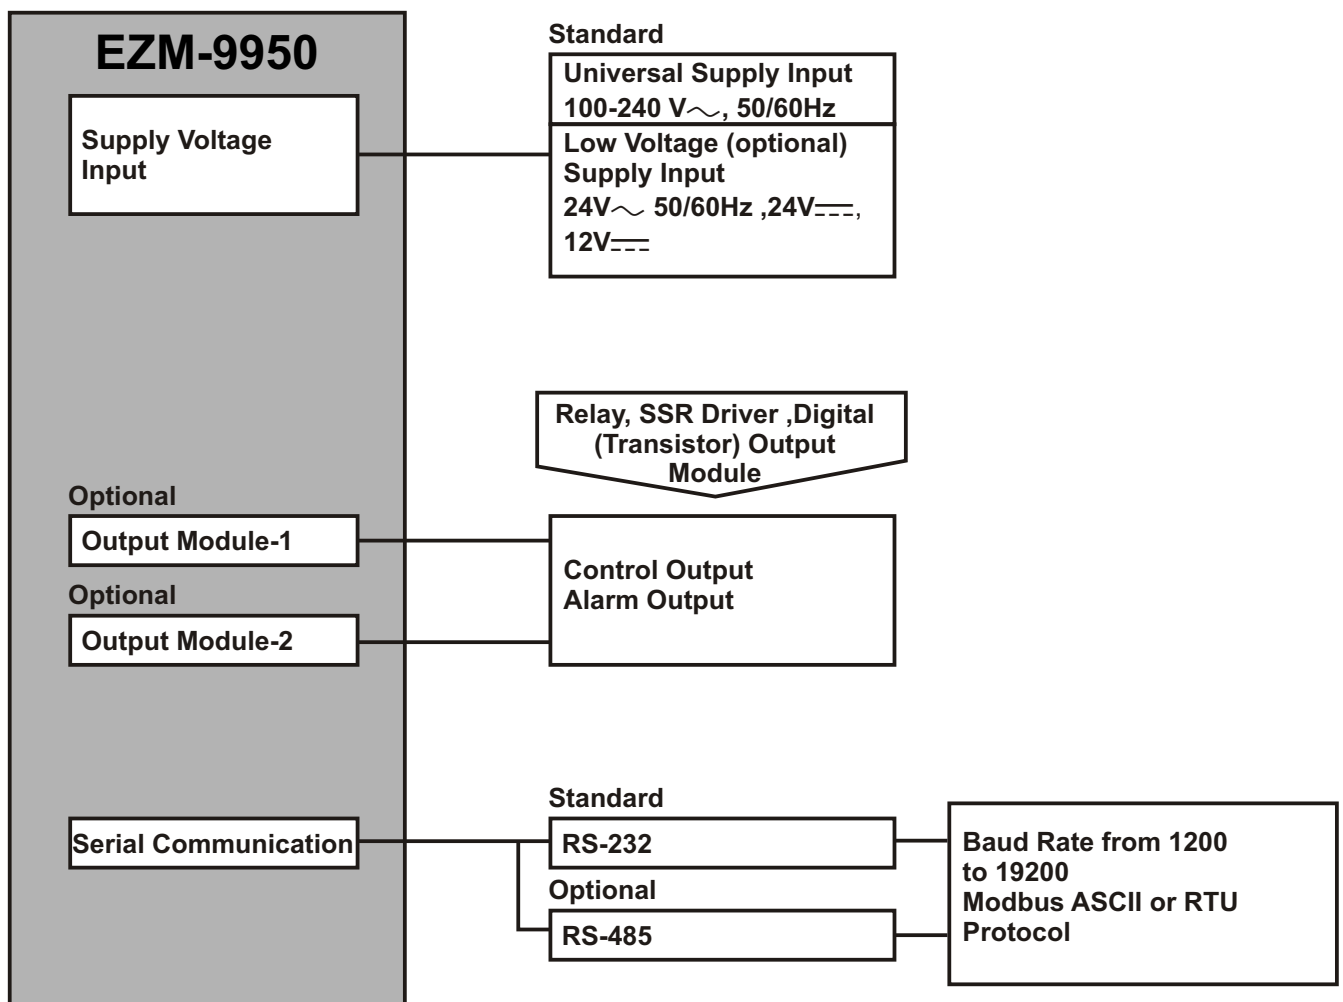 EZM-9950
Supply Voltage
Input
Standard
Universal Supply Input
100-240 V～, 50/60Hz
Low Voltage (optional)
Supply Input
24V～ 50/60Hz ,24V⎓,
12V⎓
Relay, SSR Driver ,Digital
(Transistor) Output
Module
Optional
Output Module-1
Optional
Output Module-2
Control Output
Alarm Output
Serial Communication
Standard
RS-232
Optional
RS-485
Baud Rate from 1200
to 19200
Modbus ASCII or RTU
Protocol